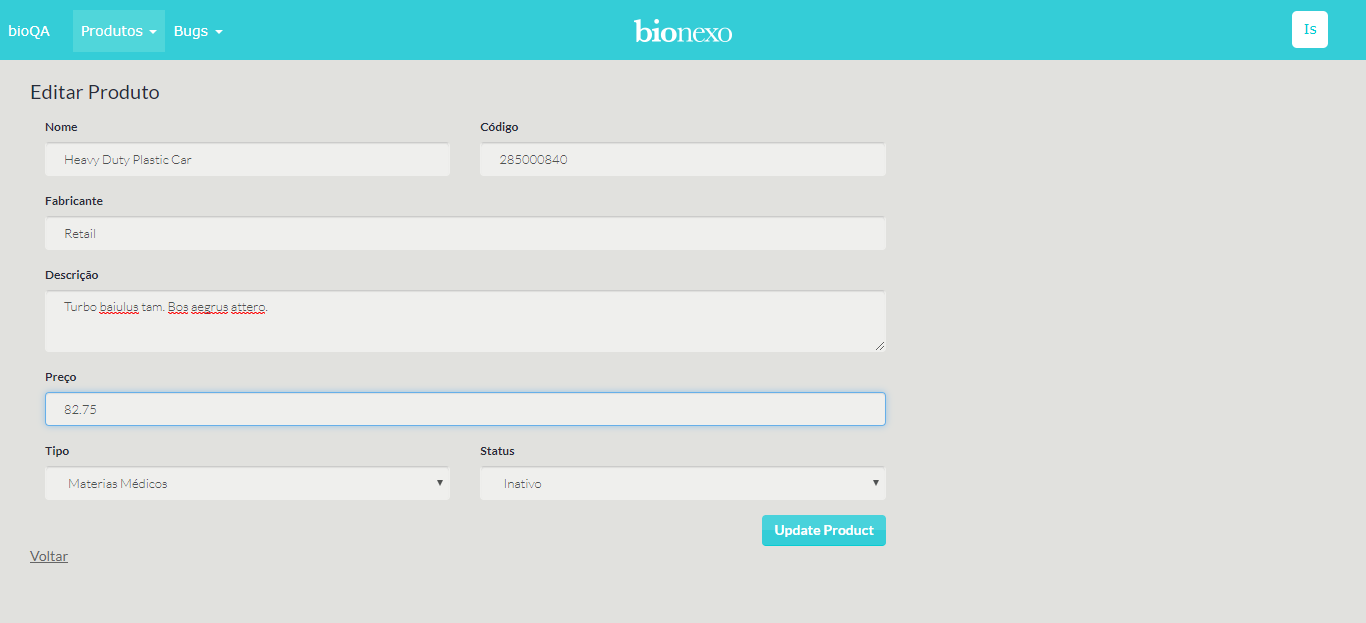 bioQA Produtos Bugs bionexo Is
Editar Produto
Nome Código
Heavy Duty Plastic Car 285000840
Fabricante
Retail
Descrição
Turbo baiulus tam. Bos aegrus attero.
Preço
82.75
Tipo Status
Materias Médicos Inativo
Update Product
Voltar